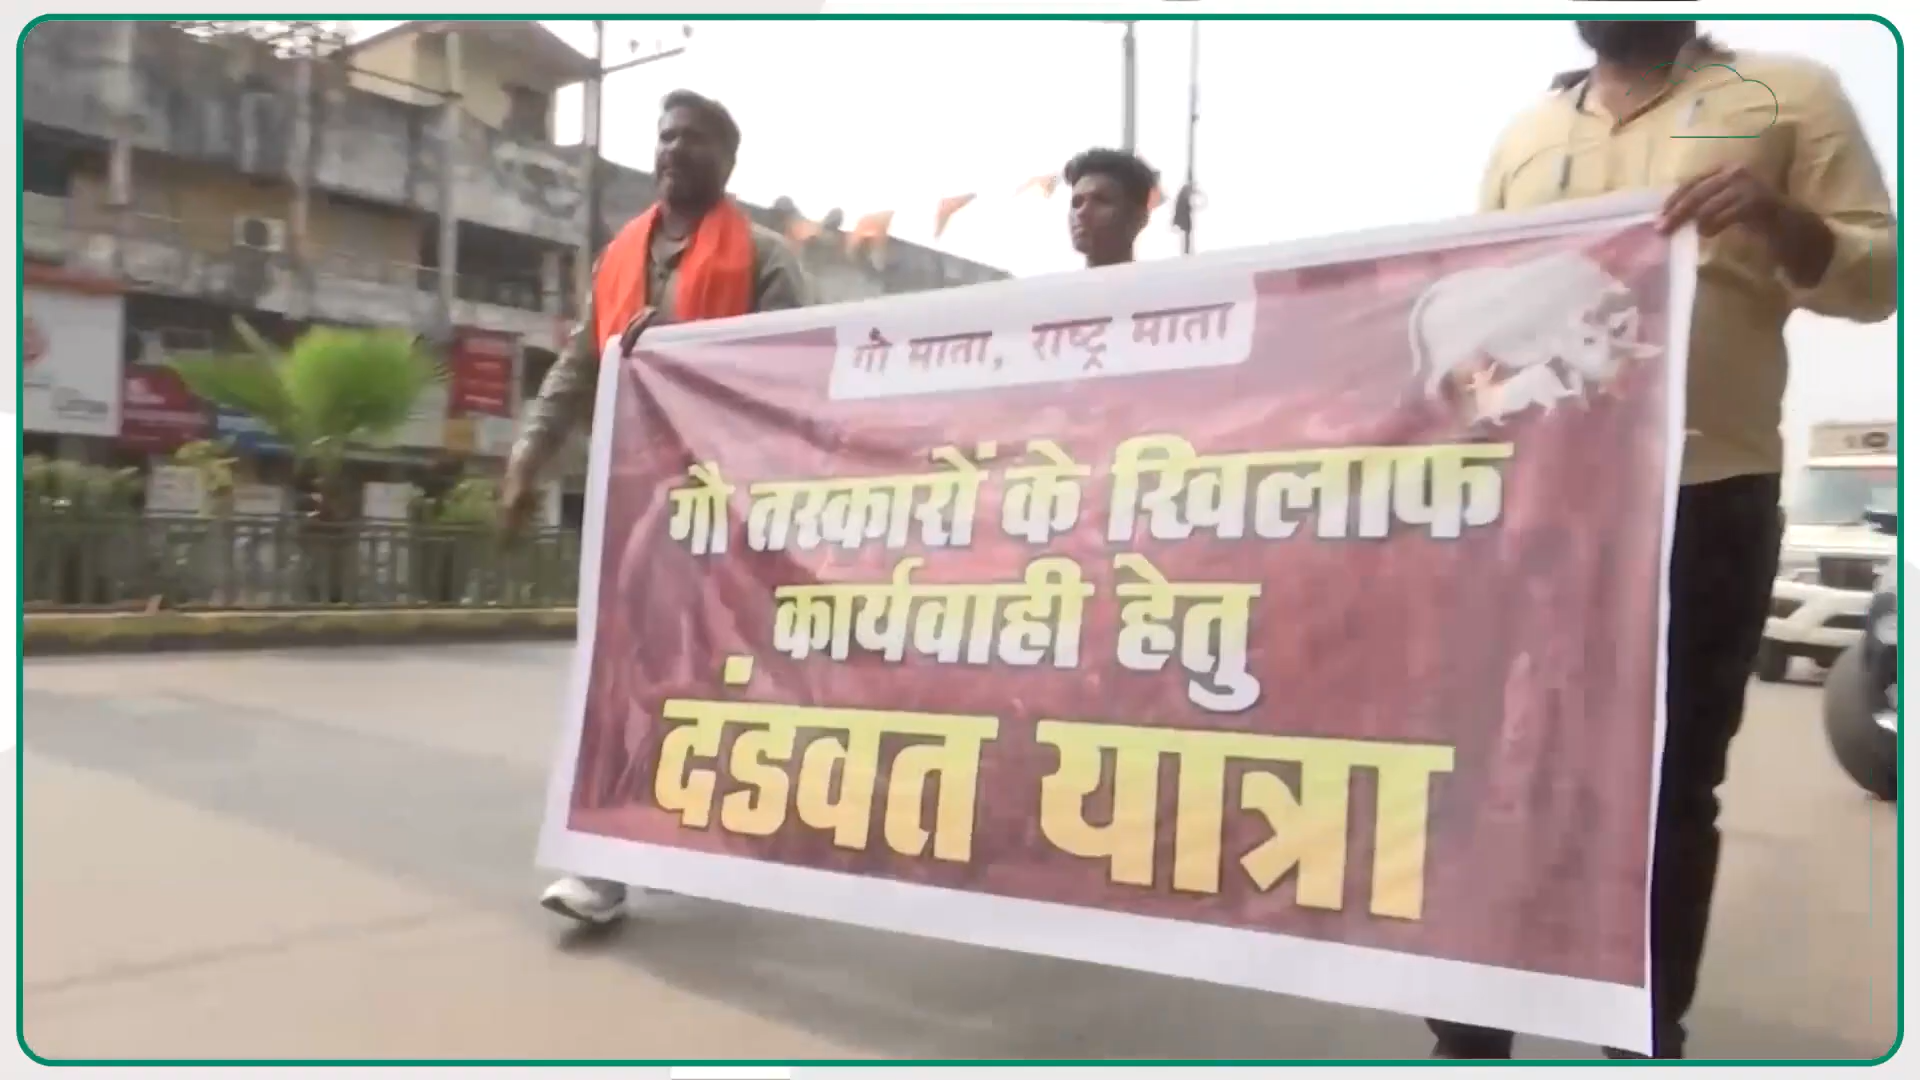 गौ माता, राष्ट्र माता
गौ तस्कारों के खिलाफ
कार्यवाही हेतु
दंडवत यात्रा